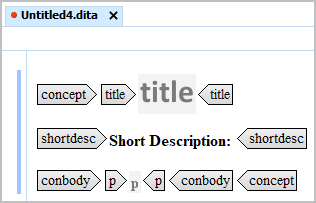 Untitled4.dita
concept title title title
shortdesc Short Description: shortdesc
conbody p p p conbody concept